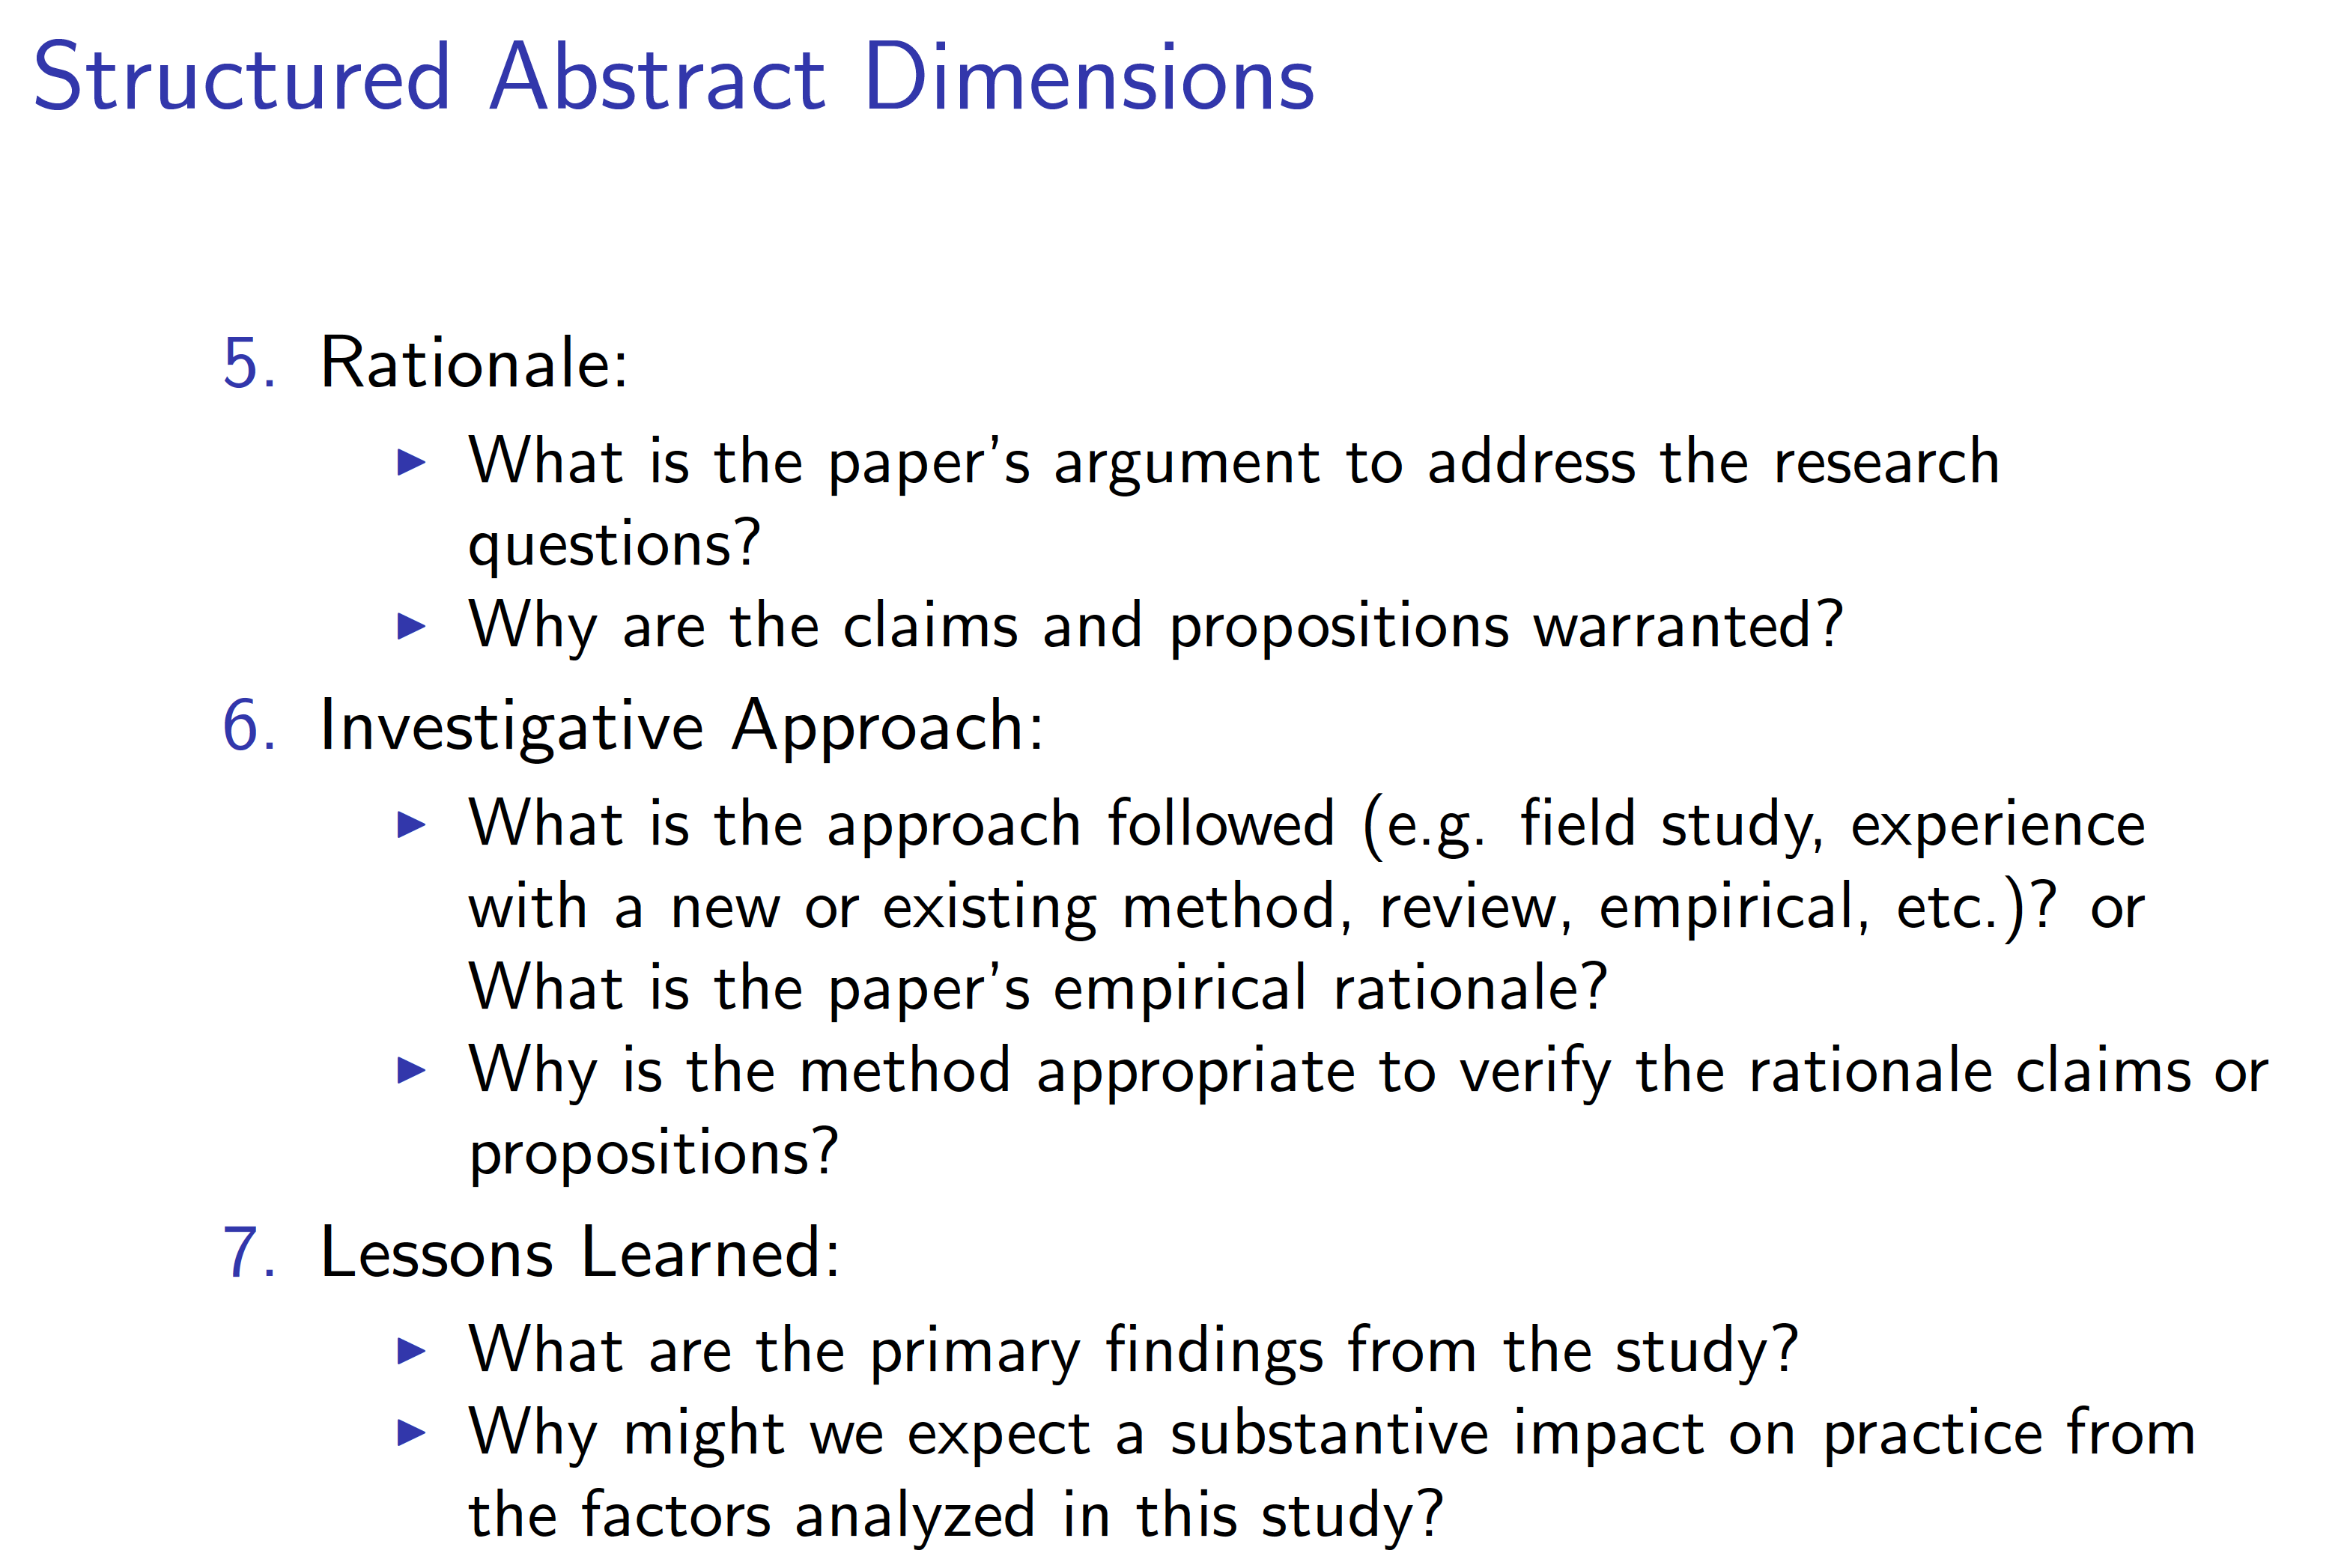 Structured Abstract Dimensions
5. Rationale:
▶ What is the paper's argument to address the research
questions?
▶ Why are the claims and propositions warranted?
6. Investigative Approach:
▶ What is the approach followed (e.g. field study, experience
with a new or existing method, review, empirical, etc.)? or
What is the paper's empirical rationale?
▶ Why is the method appropriate to verify the rationale claims or
propositions?
7. Lessons Learned:
▶ What are the primary findings from the study?
▶ Why might we expect a substantive impact on practice from
the factors analyzed in this study?